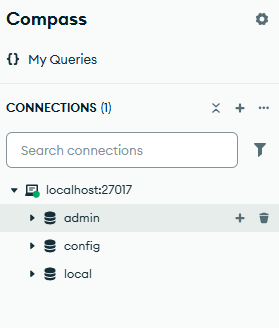 Compass
{} My Queries
CONNECTIONS (1)
Search connections
localhost:27017
admin
config
local